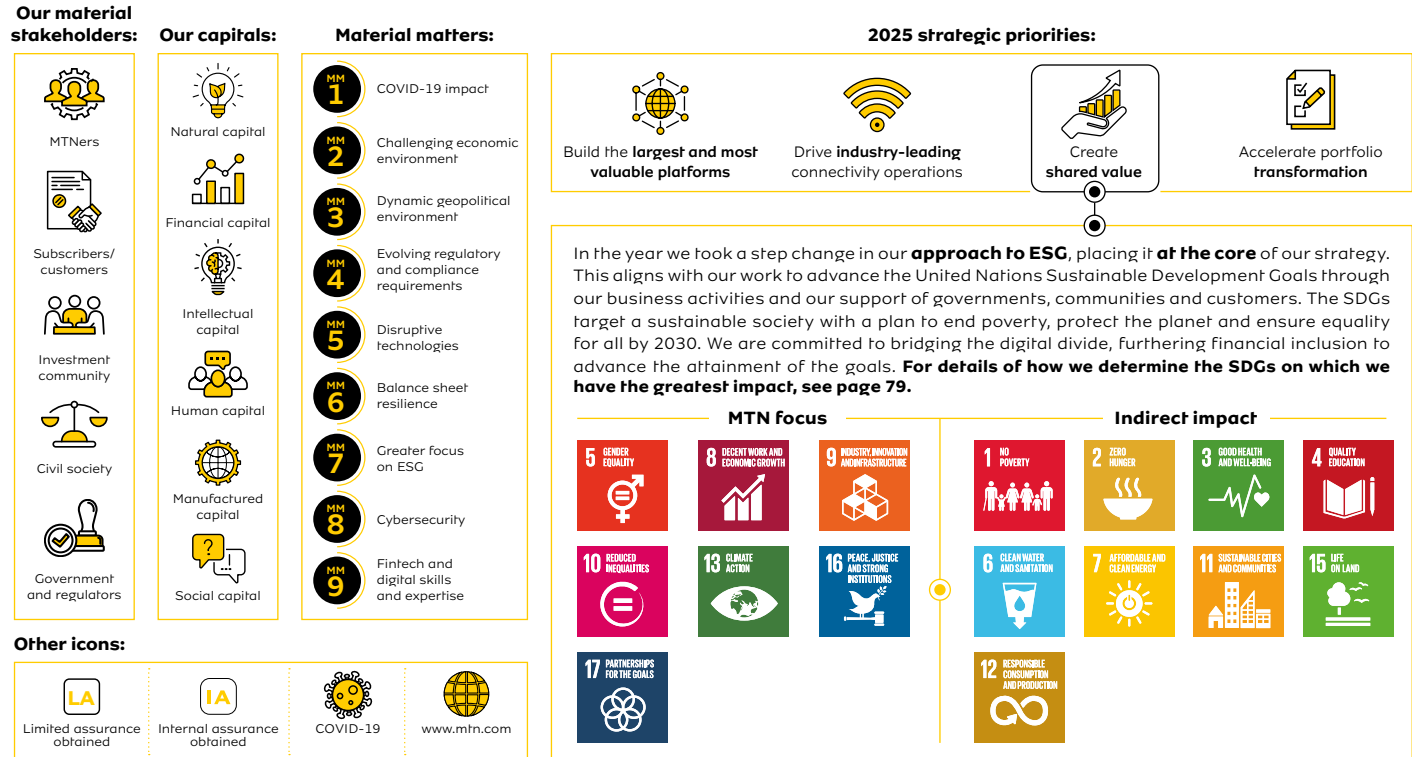 Our material
stakeholders:
MTNers
Subscribers/
customers
Investment
community
Civil society
Government
and regulators
Our capitals:
Natural capital
Financial capital
Intellectual
capital
Human capital
Manufactured
capital
?
!
Social capital
Material matters:
MM
1
COVID-19 impact
MM
2
Challenging economic
environment
MM
3
Dynamic geopolitical
environment
MM
4
Evolving regulatory
and compliance
requirements
MM
5
Disruptive
technologies
MM
6
Balance sheet
resilience
MM
7
Greater focus
on ESG
MM
8
Cybersecurity
MM
9
Fintech and
digital skills
and expertise
Other icons:
LA
Limited assurance
obtained
IA
Internal assurance
obtained
COVID-19
www.mtn.com
2025 strategic priorities:
Build the largest and most
valuable platforms
Drive industry-leading
connectivity operations
Create
shared value
Accelerate portfolio
transformation
In the year we took a step change in our approach to ESG, placing it at the core of our strategy.
This aligns with our work to advance the United Nations Sustainable Development Goals through
our business activities and our support of governments, communities and customers. The SDGs
target a sustainable society with a plan to end poverty, protect the planet and ensure equality
for all by 2030. We are committed to bridging the digital divide, furthering financial inclusion to
advance the attainment of the goals. For details of how we determine the SDGs on which we
have the greatest impact, see page 79.
MTN focus
5 GENDER
EQUALITY
8 DECENT WORK AND
ECONOMIC GROWTH
9 INDUSTRY, INNOVATION
AND INFRASTRUCTURE
10 REDUCED
INEQUALITIES
13 CLIMATE
ACTION
16 PEACE, JUSTICE
AND STRONG
INSTITUTIONS
17 PARTNERSHIPS
FOR THE GOALS
Indirect impact
1 NO
POVERTY
2 ZERO
HUNGER
3 GOOD HEALTH
AND WELL-BEING
4 QUALITY
EDUCATION
6 CLEAN WATER
AND SANITATION
7 AFFORDABLE AND
CLEAN ENERGY
11 SUSTAINABLE CITIES
AND COMMUNITIES
15 LIFE
ON LAND
12 RESPONSIBLE
CONSUMPTION
AND PRODUCTION